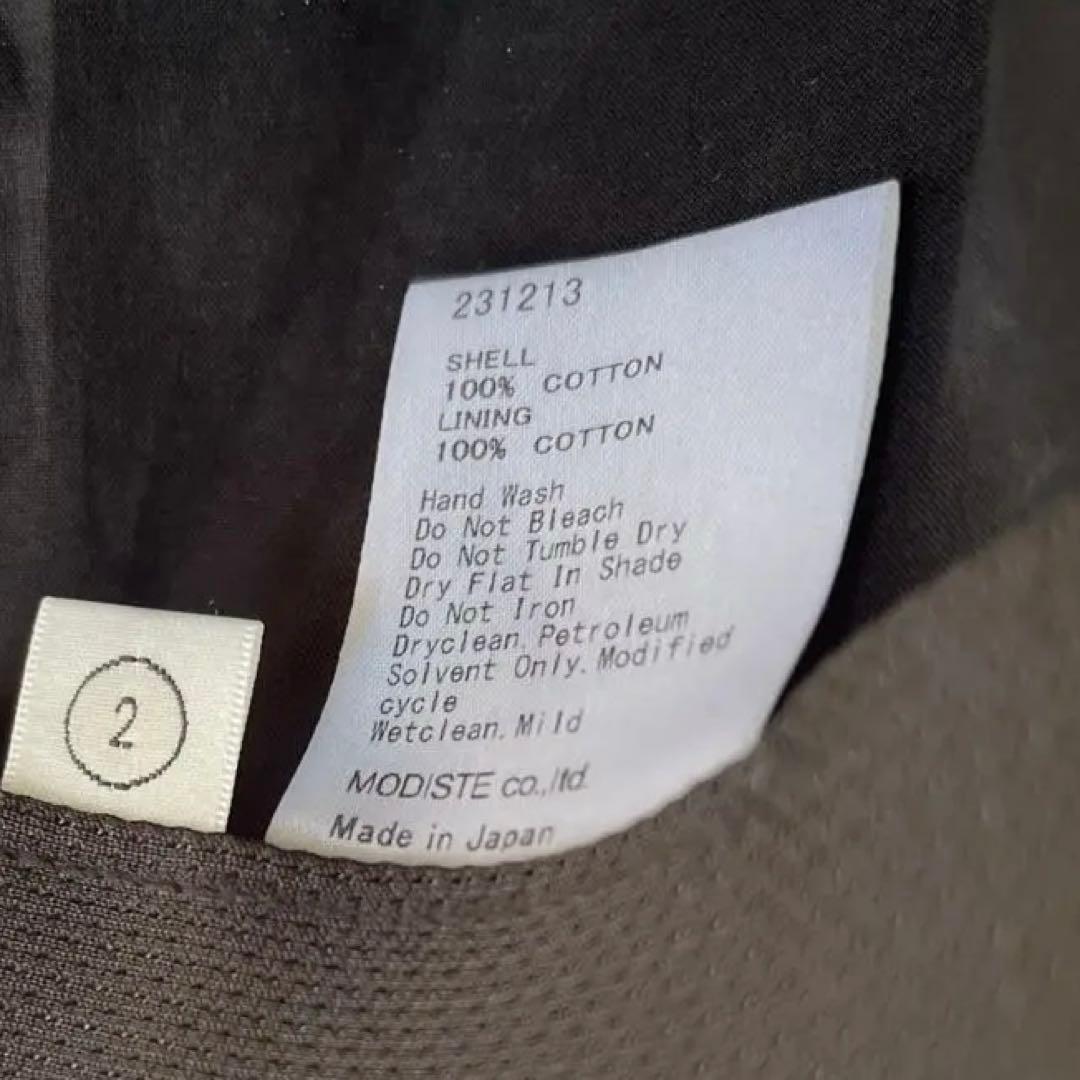 231213
SHELL
100% COTTON
LINING
100% COTTON
Hand Wash
Do Not Bleach
Do Not Tumble Dry
Dry Flat In Shade
Do Not Iron
Dryclean. Petroleum
Solvent Only. Modified
cycle
Wetclean. Mild
MODISTE co.,ltd.
Made in Japan
2